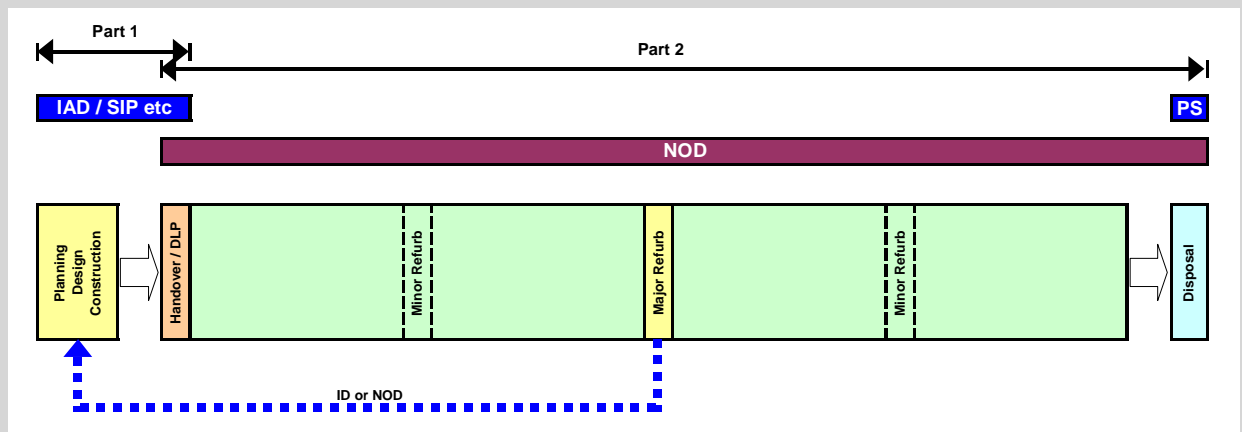 Part 1
Part 2
IAD / SIP etc
PS
NOD
Planning
Design
Construction
Handover / DLP
Minor Refurb
Major Refurb
Minor Refurb
Disposal
ID or NOD